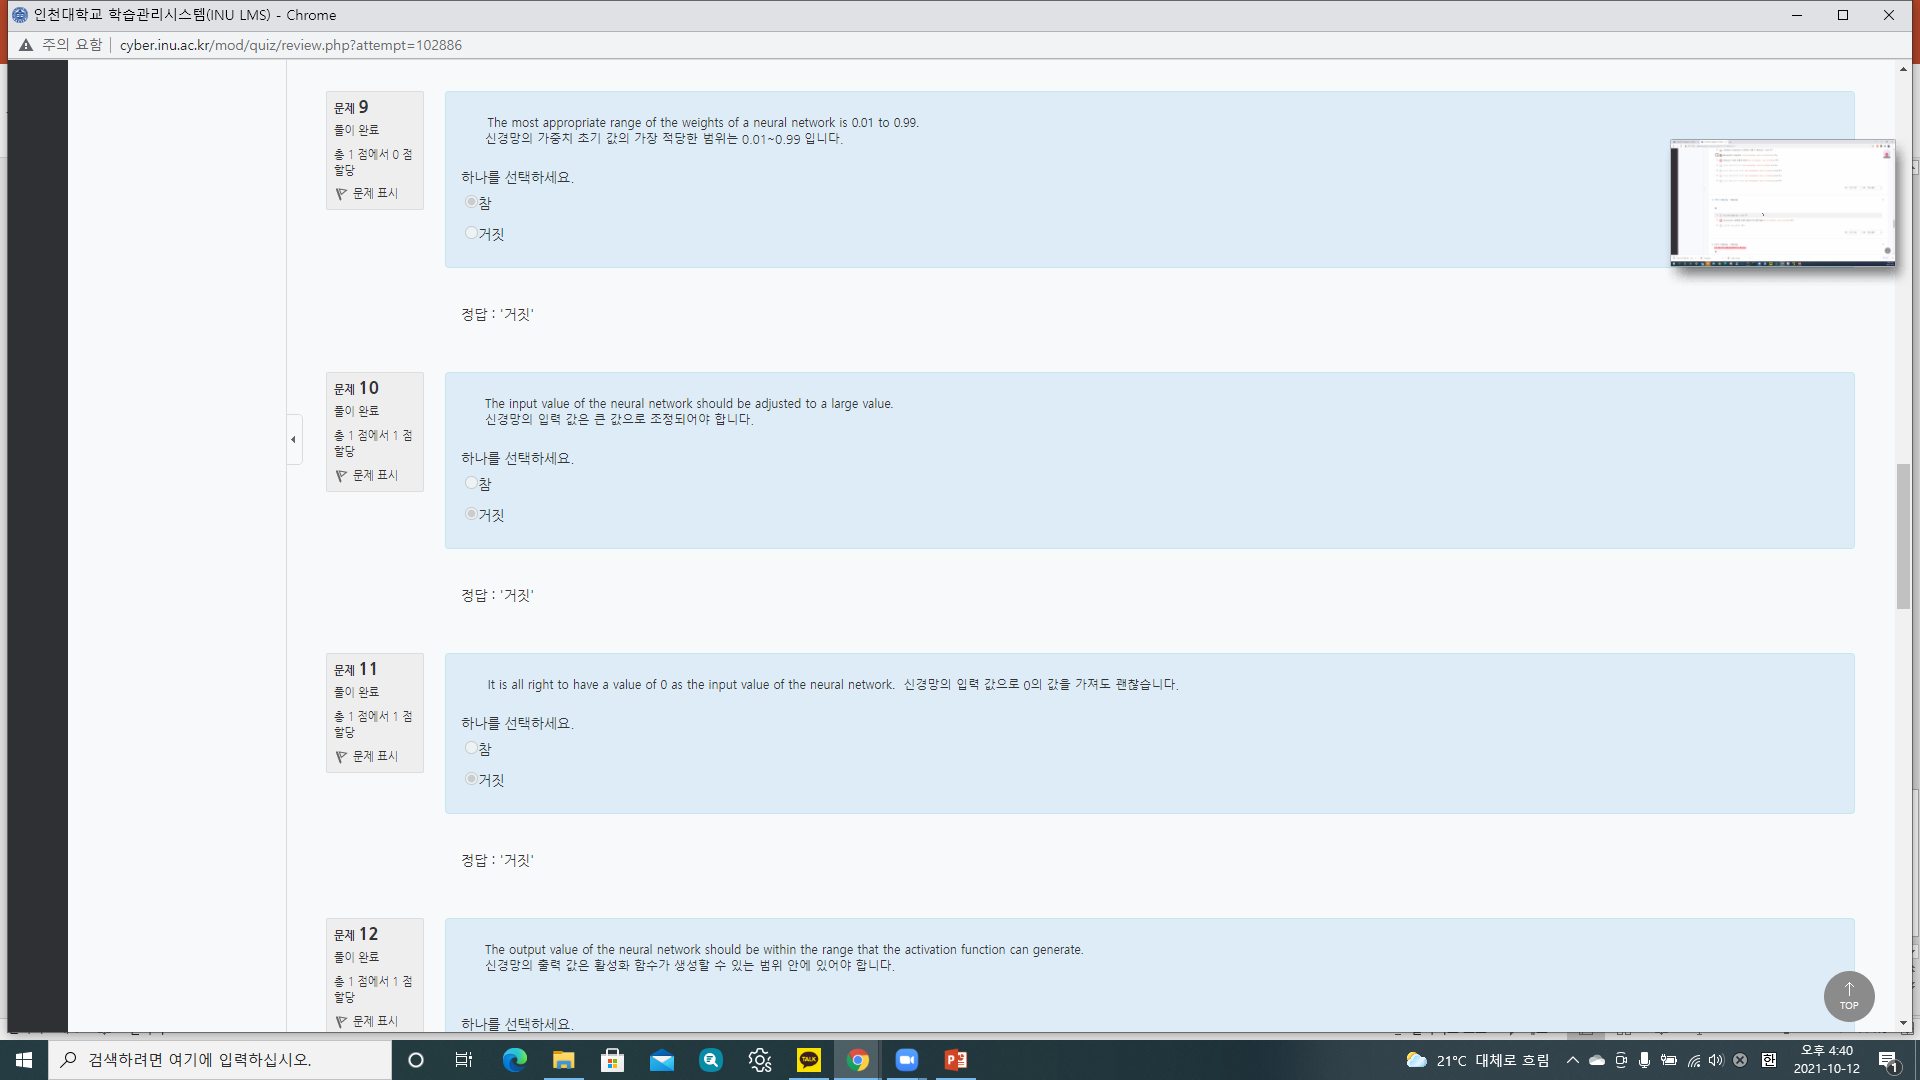 인천대학교 학습관리시스템(INU LMS) - Chrome
주의 요함 cyber.inu.ac.kr/mod/quiz/review.php?attempt=102886
문제 9
풀이 완료
총 1 점에서 0 점
할당
문제 표시
The most appropriate range of the weights of a neural network is 0.01 to 0.99.
신경망의 가중치 초기 값의 가장 적당한 범위는 0.01~0.99 입니다.
하나를 선택하세요.
참
거짓
정답 : '거짓'
문제 10
풀이 완료
총 1 점에서 1 점
할당
문제 표시
The input value of the neural network should be adjusted to a large value.
신경망의 입력 값은 큰 값으로 조정되어야 합니다.
하나를 선택하세요.
참
거짓
정답 : '거짓'
문제 11
풀이 완료
총 1 점에서 1 점
할당
문제 표시
It is all right to have a value of 0 as the input value of the neural network. 신경망의 입력 값으로 0의 값을 가져도 괜찮습니다.
하나를 선택하세요.
참
거짓
정답 : '거짓'
문제 12
풀이 완료
총 1 점에서 1 점
할당
문제 표시
The output value of the neural network should be within the range that the activation function can generate.
신경망의 출력 값은 활성화 함수가 생성할 수 있는 범위 안에 있어야 합니다.
하나를 선택하세요.
TOP
검색하려면 여기에 입력하십시오.
TALK
21°C 대체로 흐림
한
오후 4:40
2021-10-12
1